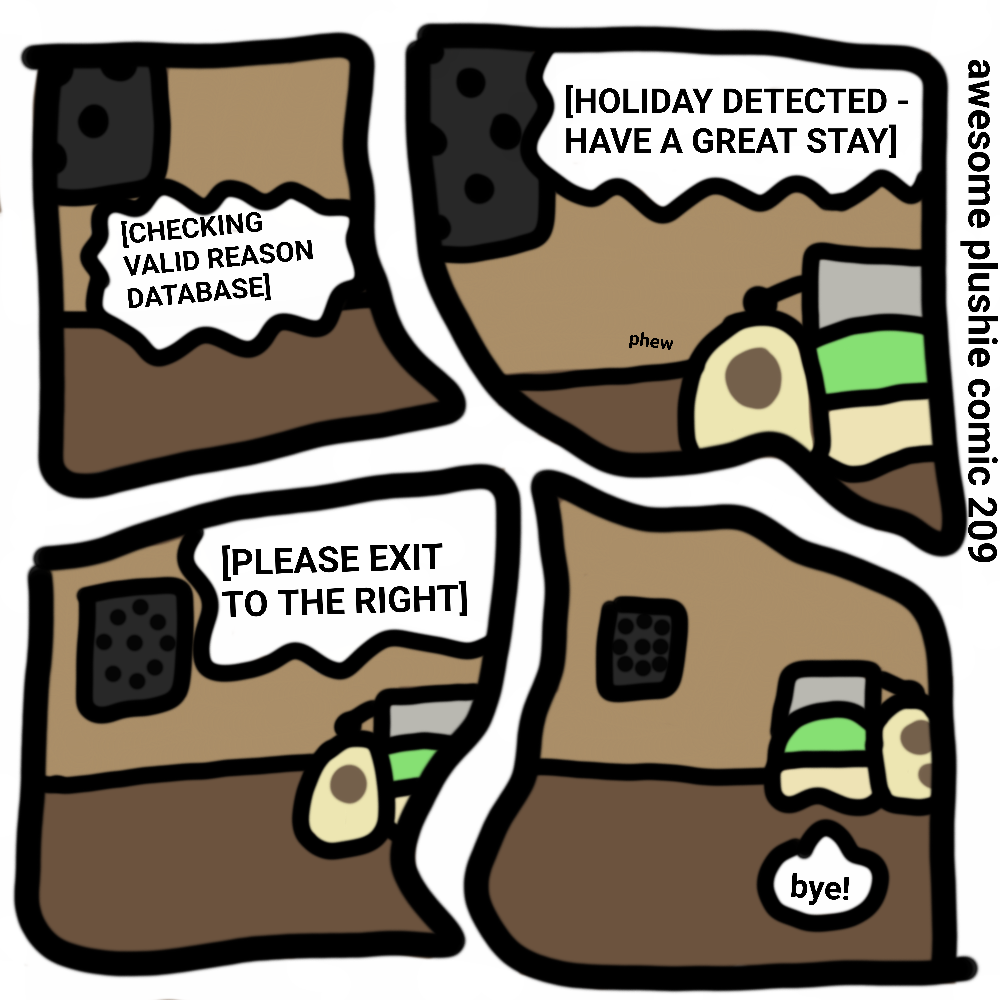 [CHECKING
VALID REASON
DATABASE]
[HOLIDAY DETECTED -
HAVE A GREAT STAY]
phew
[PLEASE EXIT
TO THE RIGHT]
bye!
awesome plushie comic 209